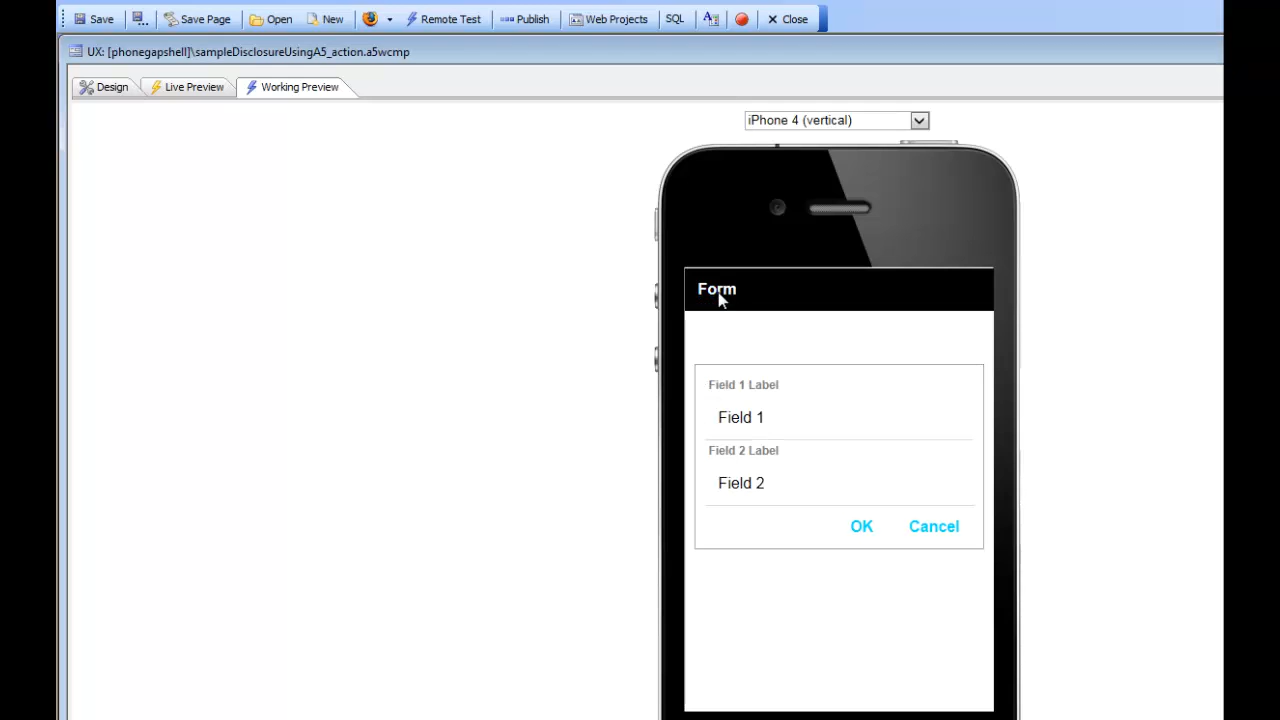 Save Save Page Open New Remote Test Publish Web Projects SQL Close
UX: [phonegapshell]\sampleDisclosureUsingA5_action.a5wcmp
Design Live Preview Working Preview
iPhone 4 (vertical)
Form
Field 1 Label
Field 1
Field 2 Label
Field 2
OK Cancel